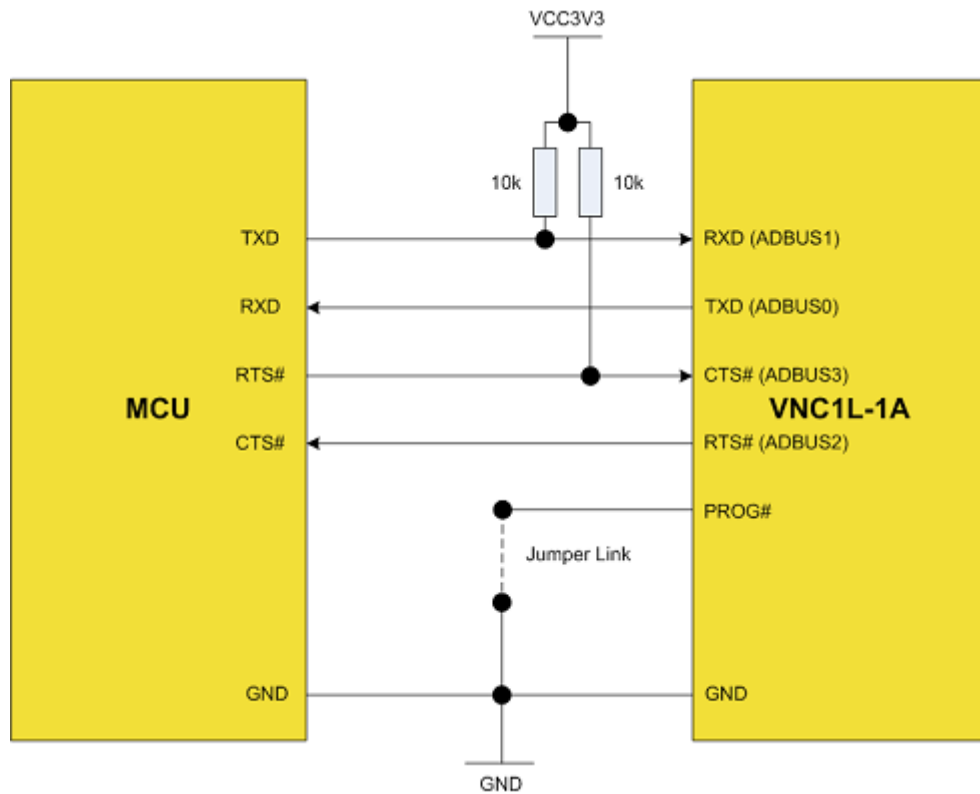 VCC3V3
10k
10k
TXD
RXD (ADBUS1)
RXD
TXD (ADBUS0)
RTS#
CTS# (ADBUS3)
MCU
VNC1L-1A
CTS#
RTS# (ADBUS2)
PROG#
Jumper Link
GND
GND
GND